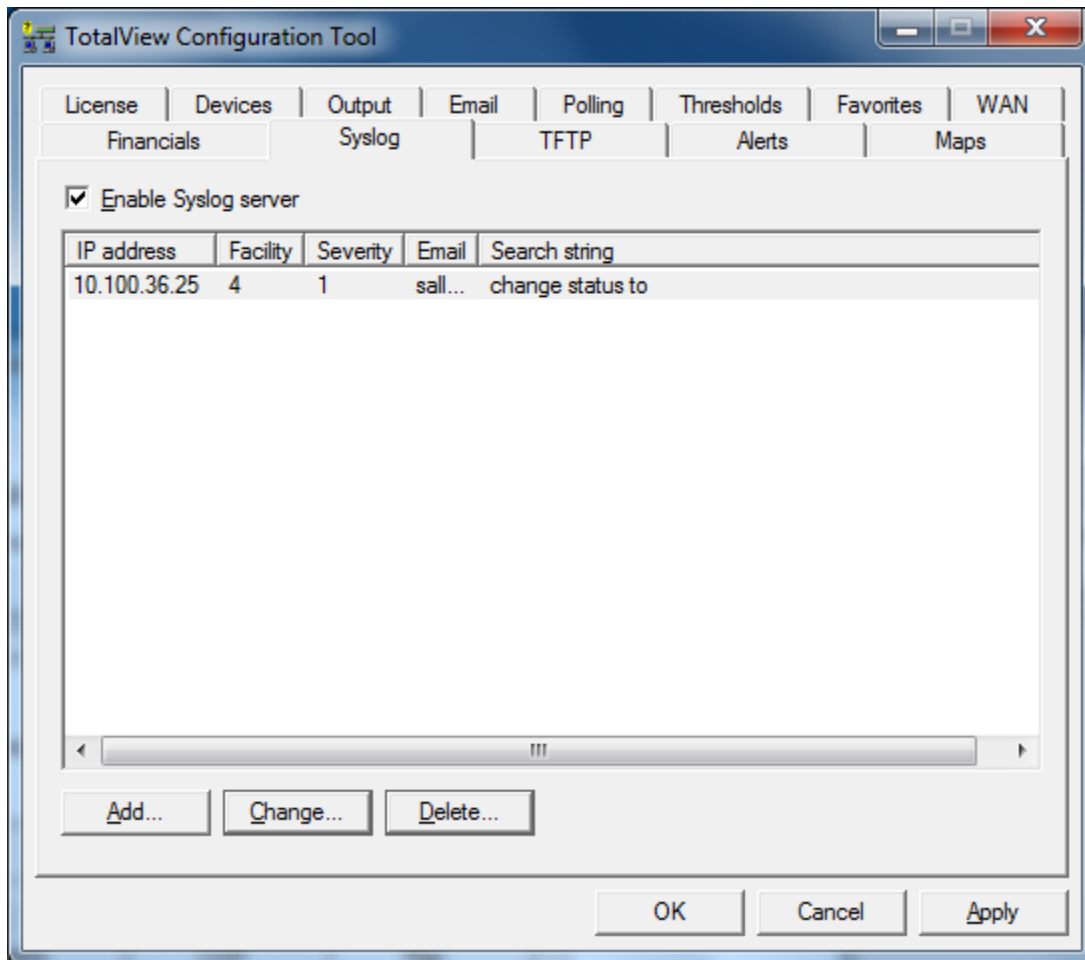 TotalView Configuration Tool
License Devices Output Email Polling Thresholds Favorites WAN
Financials Syslog TFTP Alerts Maps
Enable Syslog server
IP address Facility Severity Email Search string
10.100.36.25 4 1 sall... change status to
Add... Change... Delete...
OK Cancel Apply